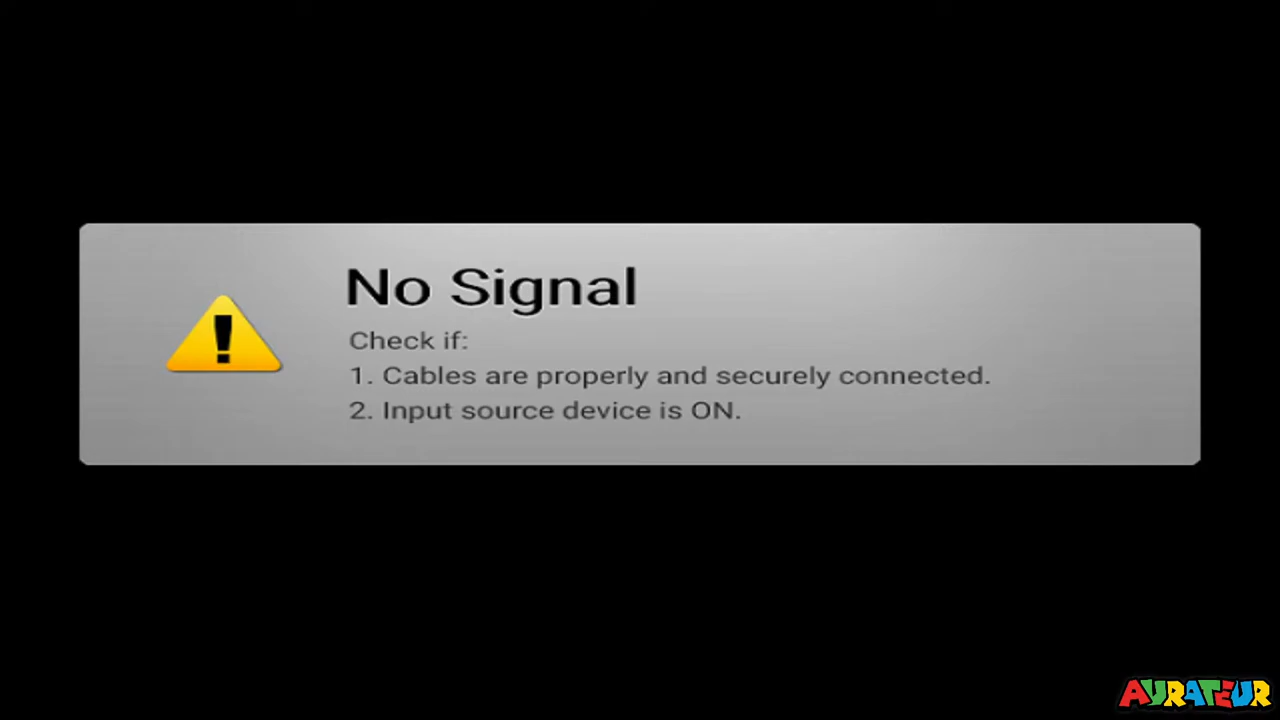 No Signal
Check if:
1. Cables are properly and securely connected.
2. Input source device is ON.
AURATEUR